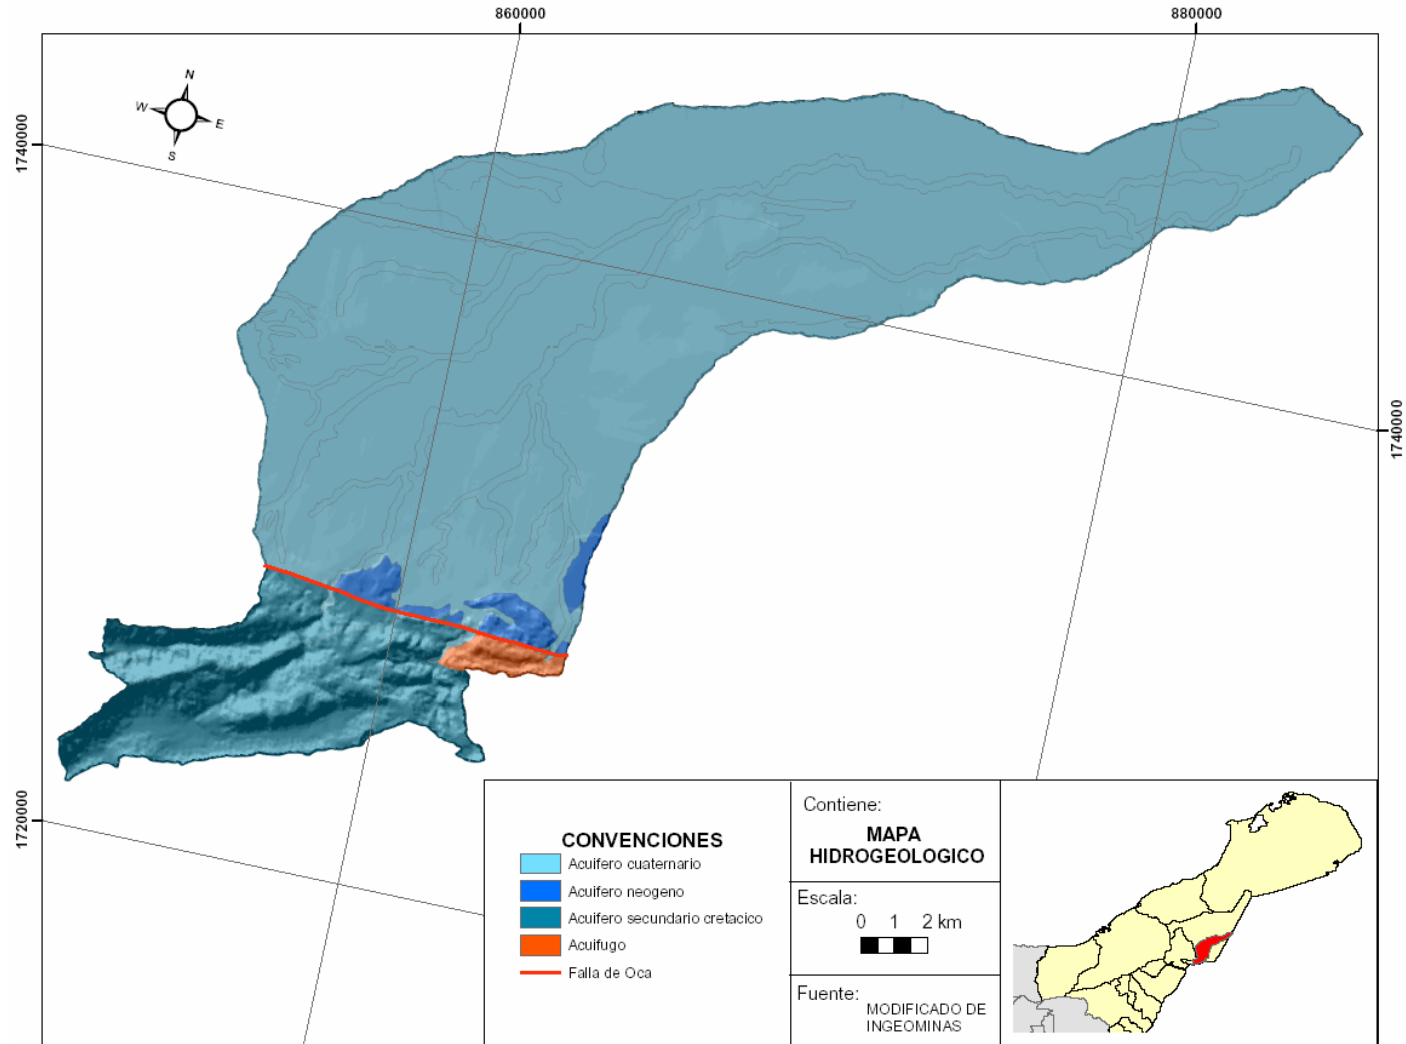 860000
880000
N
W
E
S
1740000
1740000
1720000
CONVENCIONES
Acuifero cuaternario
Acuifero neogeno
Acuifero secundario cretacico
Acuifugo
Falla de Oca
Contiene:
MAPA
HIDROGEOLOGICO
Escala:
0 1 2 km
Fuente:
MODIFICADO DE
INGEOMINAS